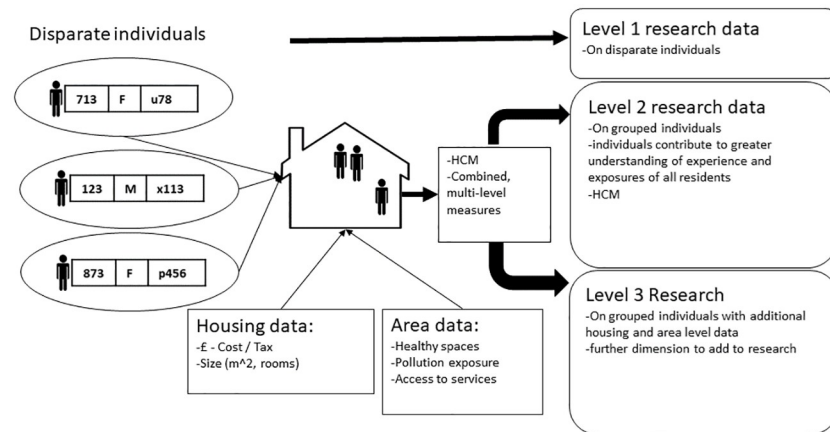 Disparate individuals
713 F u78
123 M x113
873 F p456
Housing data:
-£ - Cost / Tax
-Size (m^2, rooms)
Area data:
-Healthy spaces
-Pollution exposure
-Access to services
-HCM
-Combined,
multi-level
measures
Level 1 research data
-On disparate individuals
Level 2 research data
-On grouped individuals
-individuals contribute to greater
understanding of experience and
exposures of all residents
-HCM
Level 3 Research
-On grouped individuals with additional
housing and area level data
-further dimension to add to research